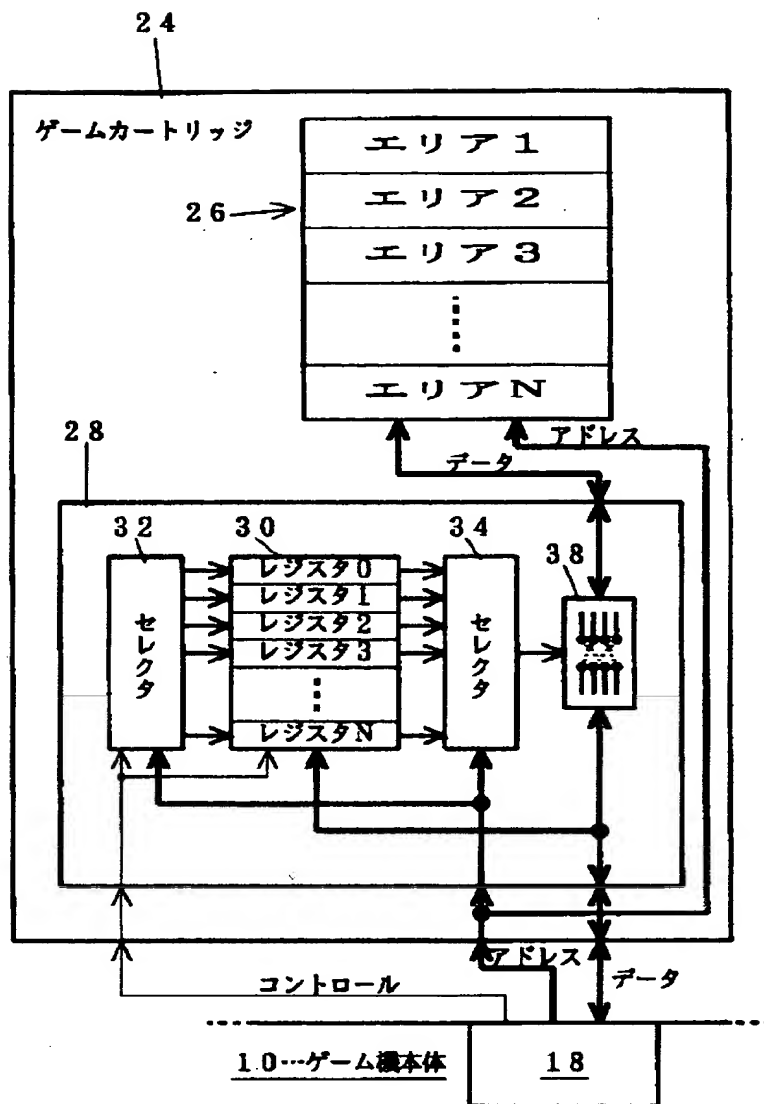 24
ゲームカートリッジ
エリア1
エリア2
26
エリア3
エリアN
28
アドレス
データ
32
30
34
38
レジスタ0
レジスタ1
レジスタ2
レジスタ3
レジスタN
セレクタ
セレクタ
アドレス
データ
コントロール
10…ゲーム機本体
18